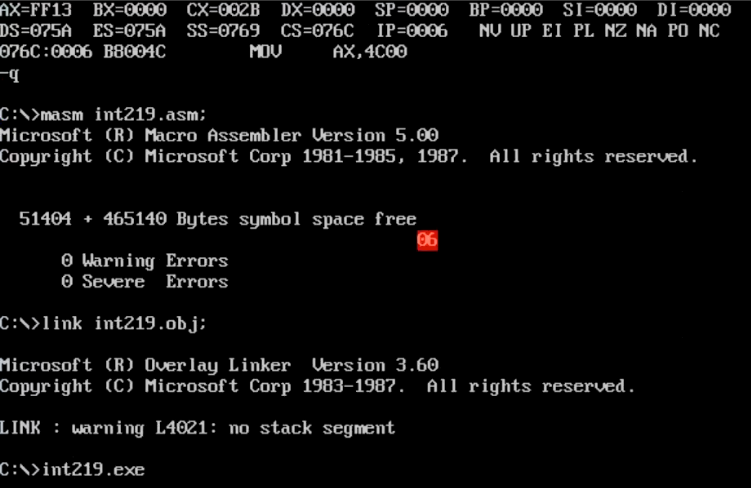 AX=FF13  BX=0000  CX=002B  DX=0000  SP=0000  BP=0000  SI=0000  DI=0000
DS=075A  ES=075A  SS=0769  CS=076C  IP=0006   NV UP EI PL NZ NA PO NC
076C:0006 B8004C        MOV     AX,4C00
-q
C:\>masm int219.asm;
Microsoft (R) Macro Assembler Version 5.00
Copyright (C) Microsoft Corp 1981-1985, 1987.  All rights reserved.
51404 + 465140 Bytes symbol space free
06
0 Warning Errors
0 Severe  Errors
C:\>link int219.obj;
Microsoft (R) Overlay Linker  Version 3.60
Copyright (C) Microsoft Corp 1983-1987.  All rights reserved.
LINK : warning L4021: no stack segment
C:\>int219.exe